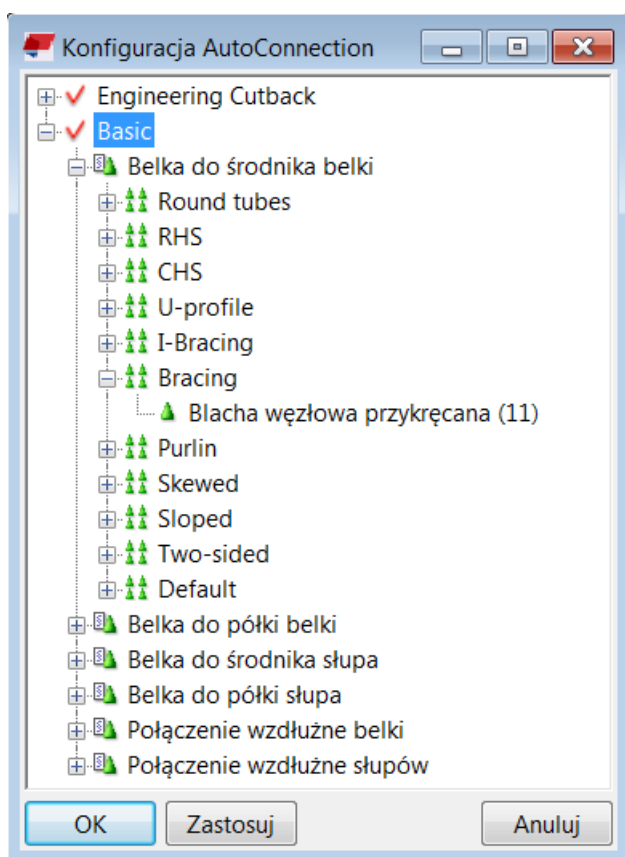 Konfiguracja AutoConnection
Engineering Cutback
Basic
Belka do środnika belki
Round tubes
RHS
CHS
U-profile
I-Bracing
Bracing
Blacha węzłowa przykręcana (11)
Purlin
Skewed
Sloped
Two-sided
Default
Belka do półki belki
Belka do środnika słupa
Belka do półki słupa
Połączenie wzdłużne belki
Połączenie wzdłużne słupów
OK Zastosuj Anuluj